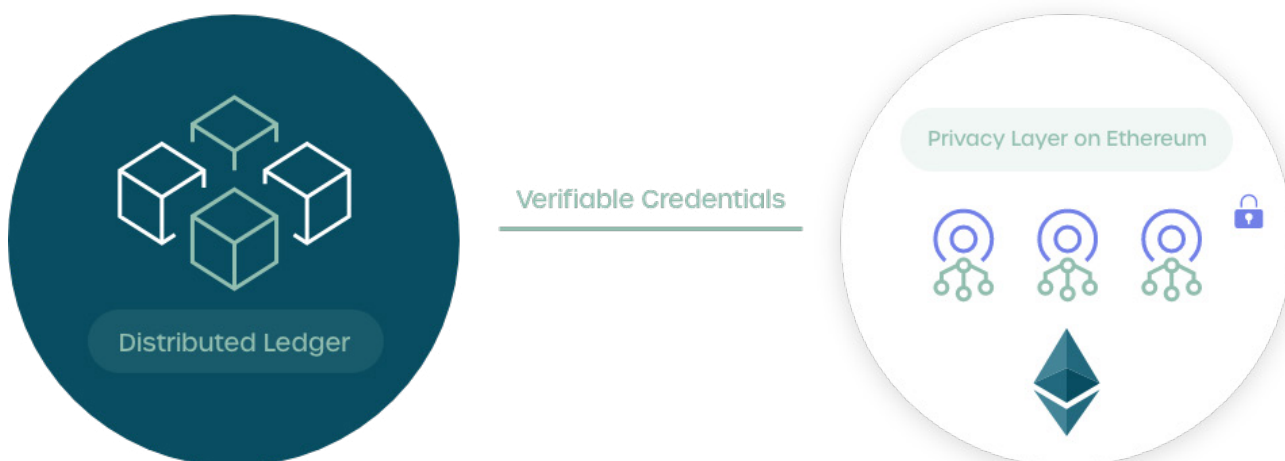 Distributed Ledger
Verifiable Credentials
Privacy Layer on Ethereum